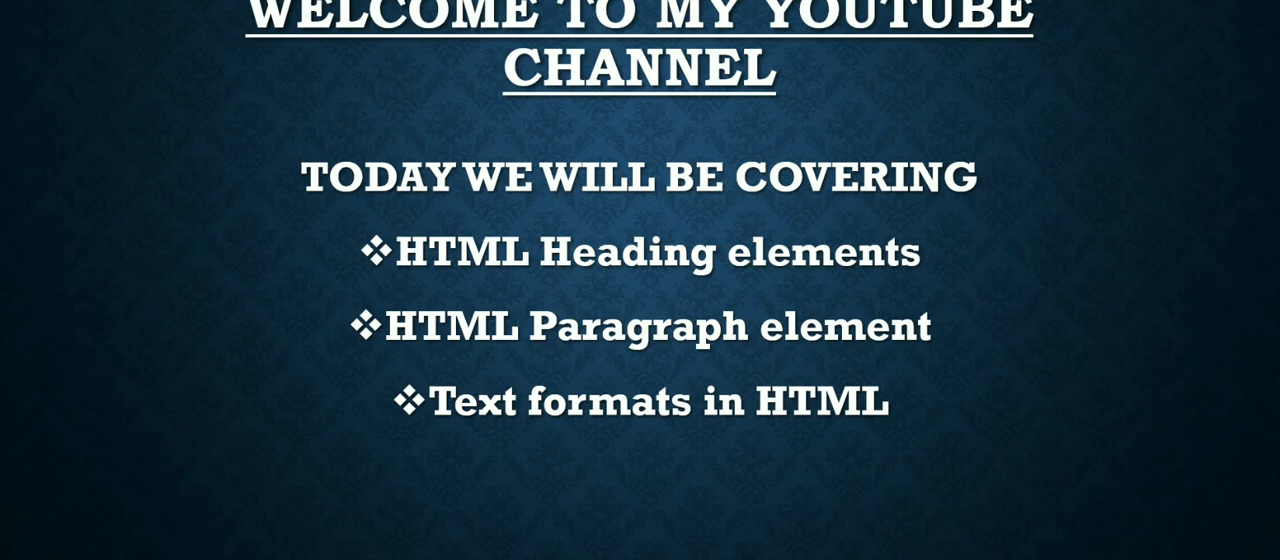 WELCOME TO MY YOUTUBE
CHANNEL
TODAY WE WILL BE COVERING
❖HTML Heading elements
❖HTML Paragraph element
❖Text formats in HTML